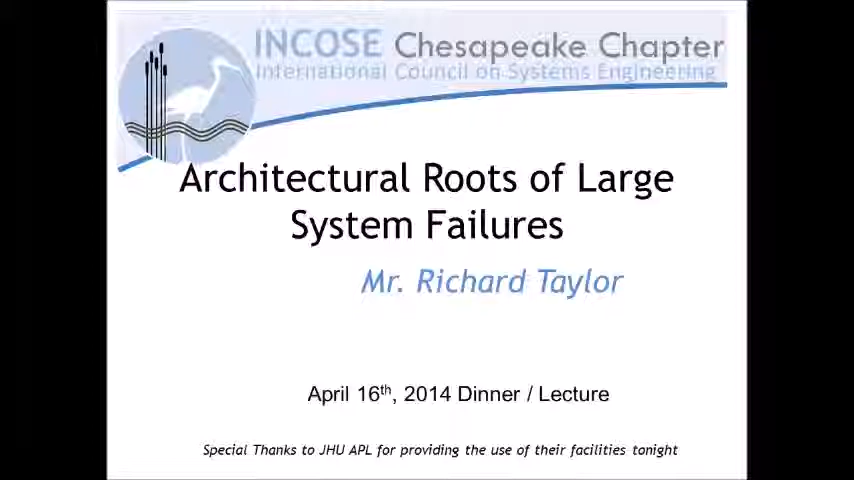 INCOSE Chesapeake Chapter
International Council on Systems Engineering
Architectural Roots of Large
System Failures
Mr. Richard Taylor
April 16th, 2014 Dinner / Lecture
Special Thanks to JHU APL for providing the use of their facilities tonight